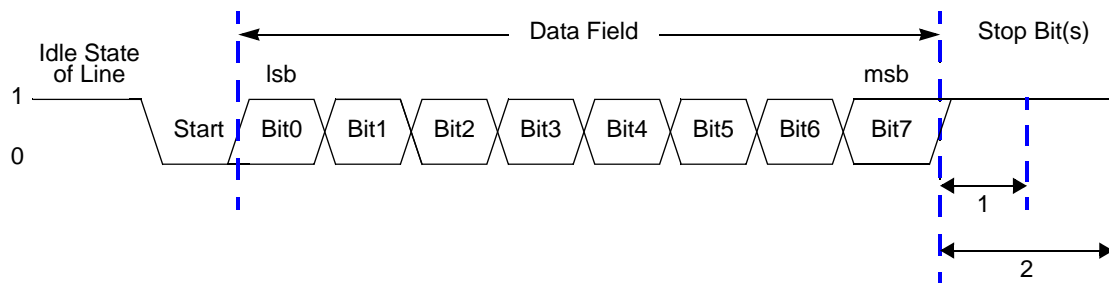 Data Field
Stop Bit(s)
Idle State
of Line
lsb
msb
1
Start
Bit0
Bit1
Bit2
Bit3
Bit4
Bit5
Bit6
Bit7
0
1
2